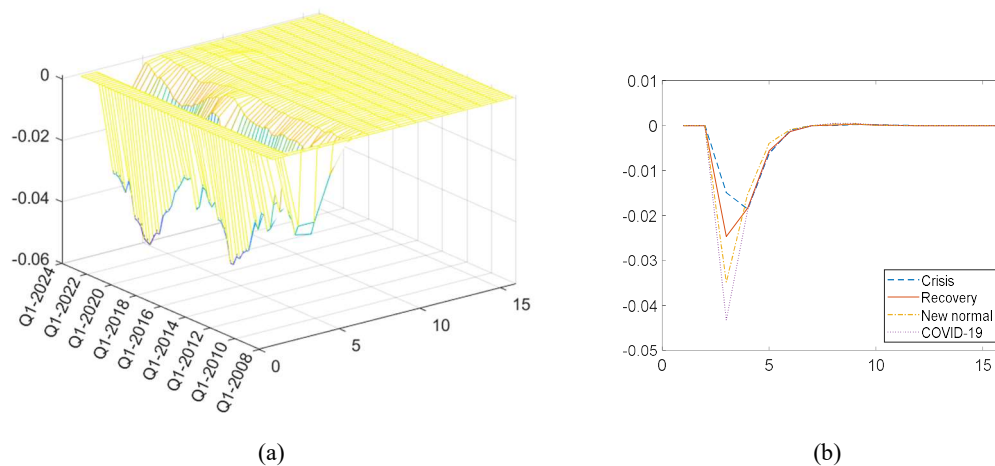 0
-0.02
-0.04
-0.06
Q1-2024
Q1-2022
Q1-2020
Q1-2018
Q1-2016
Q1-2014
Q1-2012
Q1-2010
Q1-2008
0
5
10
15
(a)
0.01
0
-0.01
-0.02
-0.03
-0.04
-0.05
0
5
10
15
Crisis
Recovery
New normal
COVID-19
(b)